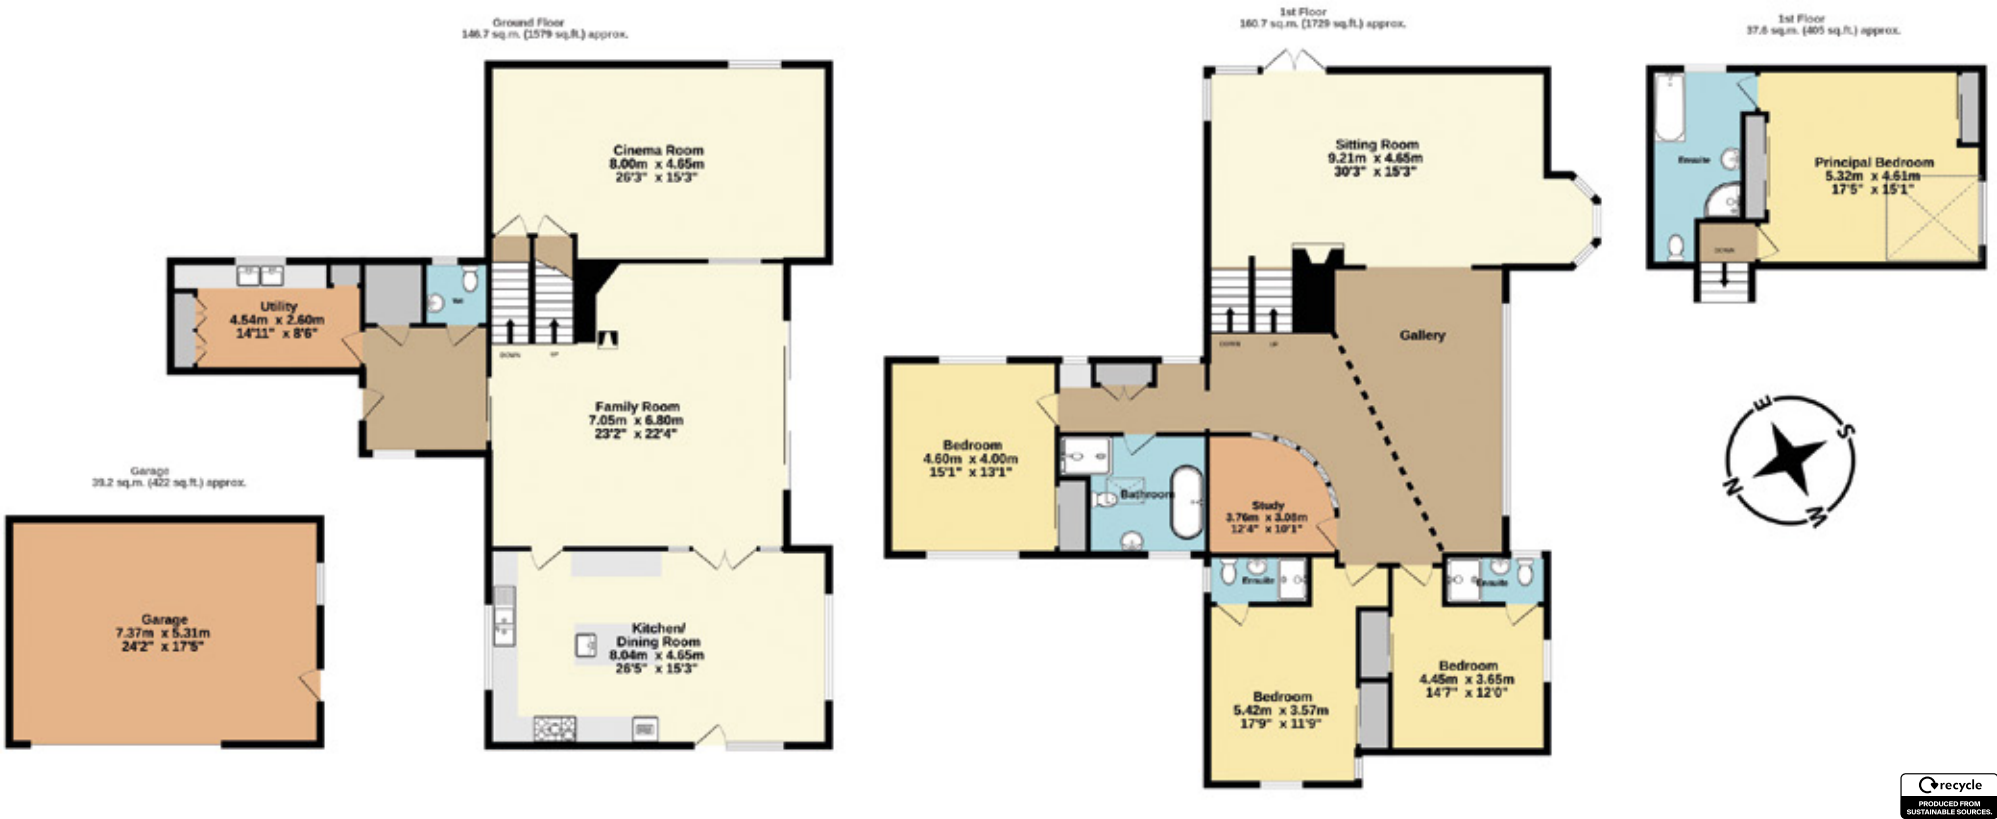 Ground Floor
146.7 sq.m. (1579 sq.ft.) approx.
Cinema Room
8.00m x 4.65m
26'3" x 15'3"
Utility
4.54m x 2.60m
14'11" x 8'6"
DOWN
UP
Family Room
7.05m x 6.80m
23'2" x 22'4"
Kitchen/
Dining Room
8.04m x 4.65m
26'5" x 15'3"
Garage
39.2 sq.m. (422 sq.ft.) approx.
Garage
7.37m x 5.31m
24'2" x 17'5"
1st Floor
160.7 sq.m. (1729 sq.ft.) approx.
Sitting Room
9.21m x 4.65m
30'3" x 15'3"
Gallery
DOWN
UP
Bedroom
4.60m x 4.00m
15'1" x 13'1"
Bathroom
Study
3.76m x 3.08m
12'4" x 10'1"
Ensuite
Ensuite
Bedroom
5.42m x 3.57m
17'9" x 11'9"
Bedroom
4.45m x 3.65m
14'7" x 12'0"
1st Floor
37.6 sq.m. (405 sq.ft.) approx.
Ensuite
Principal Bedroom
5.32m x 4.61m
17'5" x 15'1"
DOWN
E
S
N
W
recycle
PRODUCED FROM
SUSTAINABLE SOURCES.